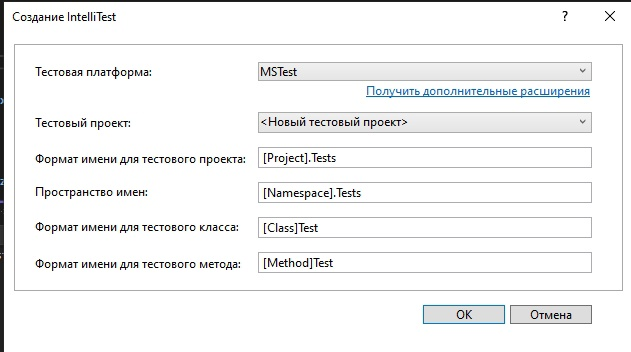 Создание IntelliTest
?
Тестовая платформа: MSTest
Получить дополнительные расширения
Тестовый проект: <Новый тестовый проект>
Формат имени для тестового проекта: [Project].Tests
Пространство имен: [Namespace].Tests
Формат имени для тестового класса: [Class]Test
Формат имени для тестового метода: [Method]Test
OK Отмена